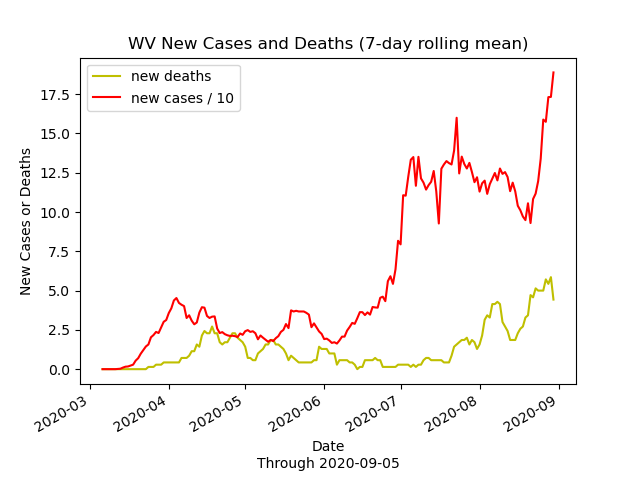 WV New Cases and Deaths (7-day rolling mean)
new deaths
new cases / 10
17.5
15.0
12.5
10.0
7.5
5.0
2.5
0.0
New Cases or Deaths
2020-03
2020-04
2020-05
2020-06
2020-07
2020-08
2020-09
Date
Through 2020-09-05